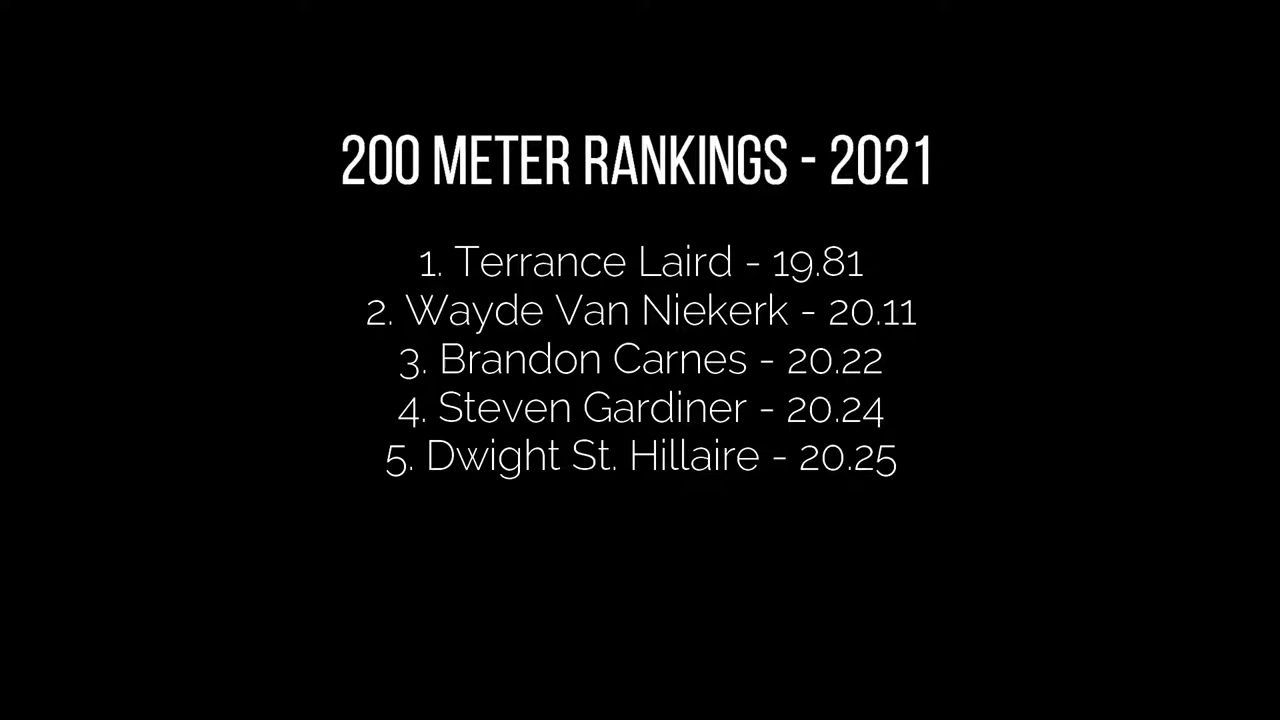 200 METER RANKINGS - 2021
1. Terrance Laird - 19.81
2. Wayde Van Niekerk - 20.11
3. Brandon Carnes - 20.22
4. Steven Gardiner - 20.24
5. Dwight St. Hillaire - 20.25